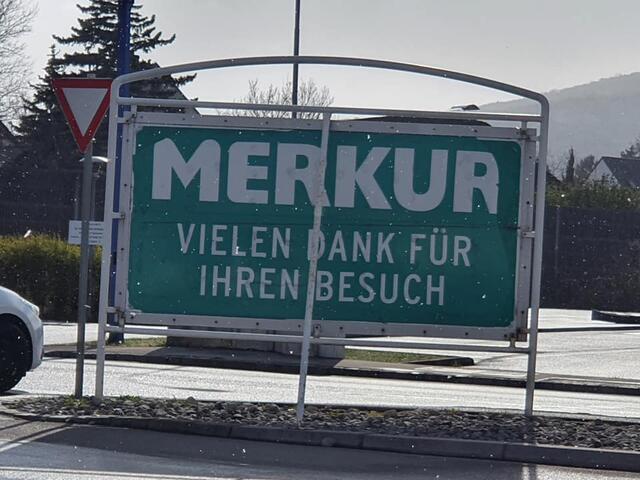 MERKUR
VIELEN DANK FÜR
IHREN BESUCH